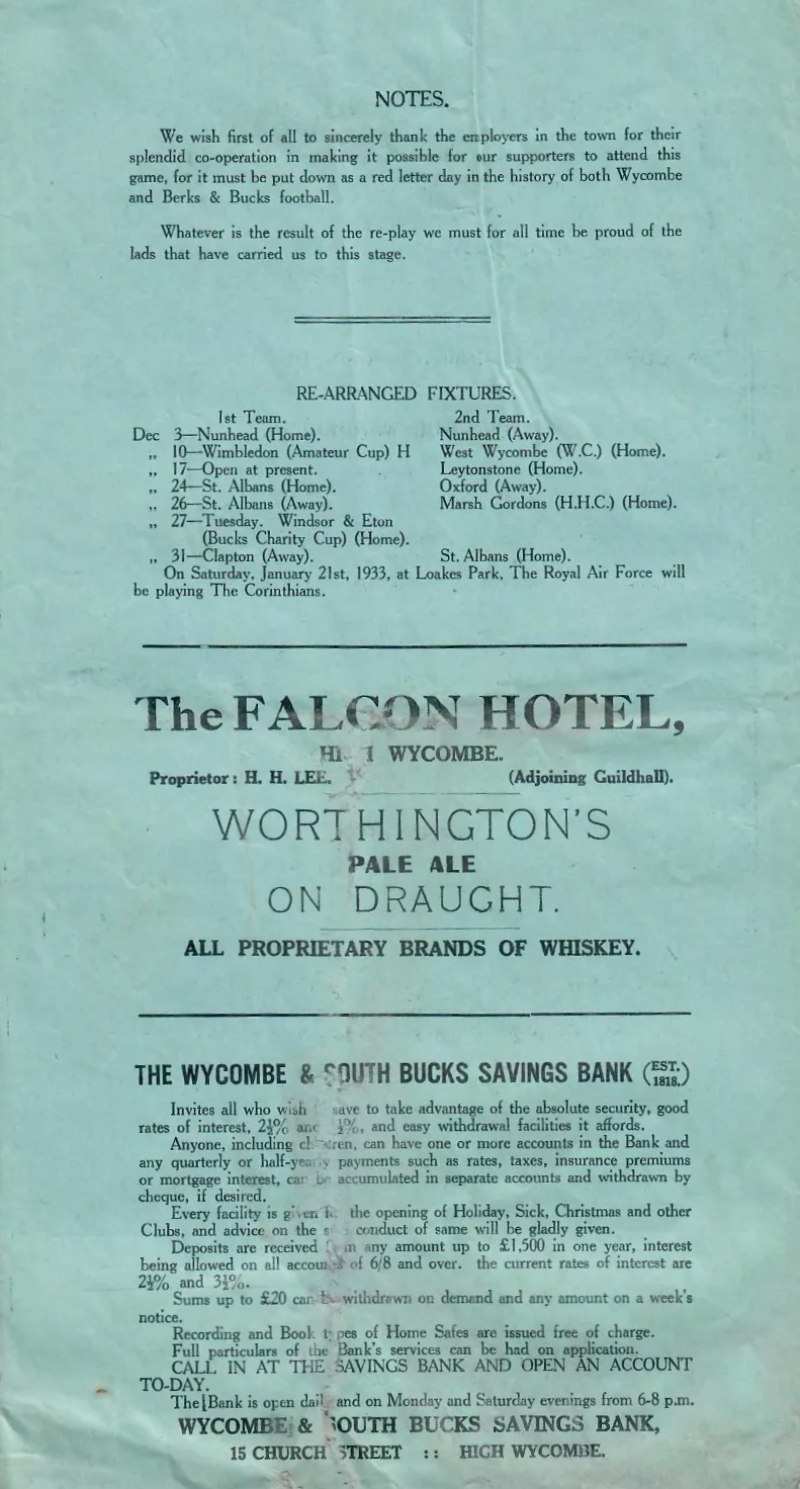 NOTES.
We wish first of all to sincerely thank the employers in the town for their
splendid co-operation in making it possible for our supporters to attend this
game, for it must be put down as a red letter day in the history of both Wycombe
and Berks & Bucks football.
Whatever is the result of the re-play we must for all time be proud of the
lads that have carried us to this stage.
RE-ARRANGED FIXTURES.
1st Team. 2nd Team.
Dec 3—Nunhead (Home). Nunhead (Away).
„ 10—Wimbledon (Amateur Cup) H West Wycombe (W.C.) (Home).
„ 17—Open at present. Leytonstone (Home).
„ 24—St. Albans (Home). Oxford (Away).
„ 26—St. Albans (Away). Marsh Gordons (H.H.C.) (Home).
„ 27—Tuesday. Windsor & Eton
(Bucks Charity Cup) (Home).
„ 31—Clapton (Away). St. Albans (Home).
On Saturday, January 21st, 1933, at Loakes Park, The Royal Air Force will
be playing The Corinthians.
The FALCON HOTEL,
WYCOMBE.
Proprietor: H. H. LEE. (Adjoining Guildhall).
WORTHINGTON'S
PALE ALE
ON DRAUGHT.
ALL PROPRIETARY BRANDS OF WHISKEY.
THE WYCOMBE & SOUTH BUCKS SAVINGS BANK (EST. 1818.)
Invites all who wish save to take advantage of the absolute security, good
rates of interest, 2½% and ½%, and easy withdrawal facilities it affords.
Anyone, including children, can have one or more accounts in the Bank and
any quarterly or half-yearly payments such as rates, taxes, insurance premiums
or mortgage interest, can be accumulated in separate accounts and withdrawn by
cheque, if desired.
Every facility is given for the opening of Holiday, Sick, Christmas and other
Clubs, and advice on the conduct of same will be gladly given.
Deposits are received any amount up to £1,500 in one year, interest
being allowed on all accounts of 6/8 and over. the current rates of interest are
2½% and 3½%.
Sums up to £20 can be withdrawn on demand and any amount on a week's
notice.
Recording and Book types of Home Safes are issued free of charge.
Full particulars of the Bank's services can be had on application.
CALL IN AT THE SAVINGS BANK AND OPEN AN ACCOUNT
TO-DAY.
The Bank is open daily and on Monday and Saturday evenings from 6-8 p.m.
WYCOMBE & SOUTH BUCKS SAVINGS BANK,
15 CHURCH STREET :: HIGH WYCOMBE.